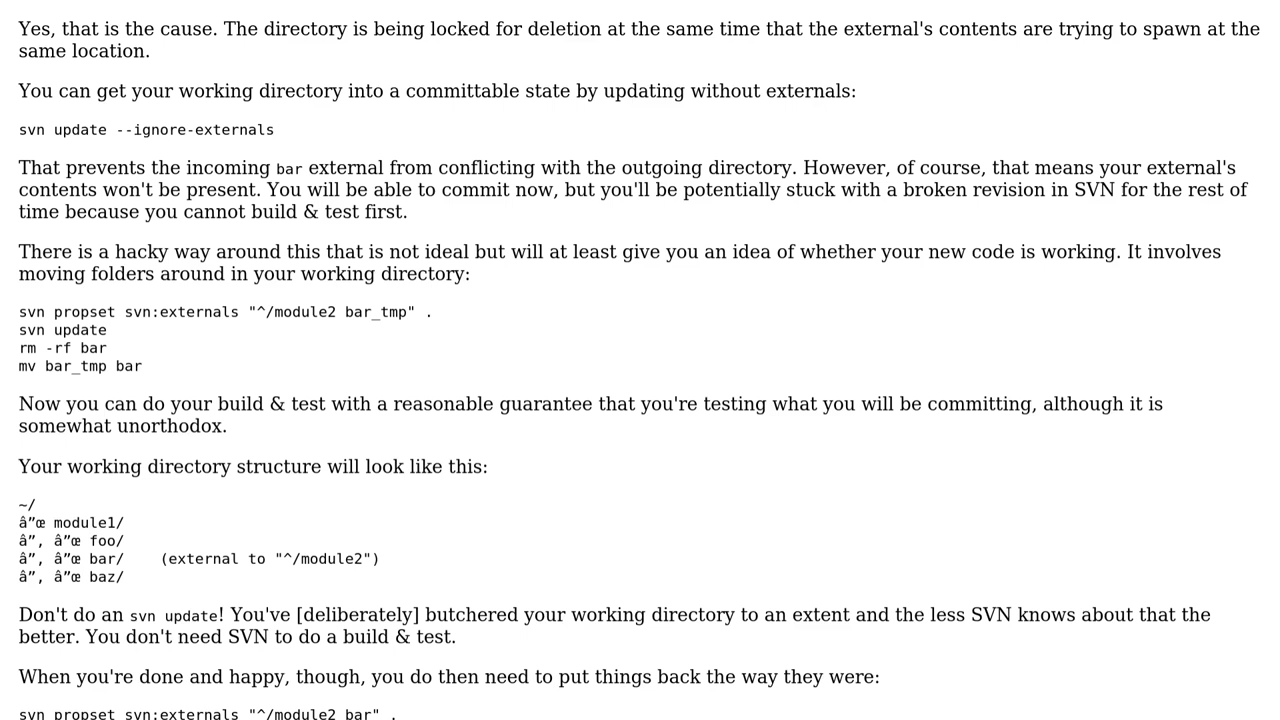 Yes, that is the cause. The directory is being locked for deletion at the same time that the external's contents are trying to spawn at the
same location.
You can get your working directory into a committable state by updating without externals:
svn update --ignore-externals
That prevents the incoming bar external from conflicting with the outgoing directory. However, of course, that means your external's
contents won't be present. You will be able to commit now, but you'll be potentially stuck with a broken revision in SVN for the rest of
time because you cannot build & test first.
There is a hacky way around this that is not ideal but will at least give you an idea of whether your new code is working. It involves
moving folders around in your working directory:
svn propset svn:externals "^/module2 bar_tmp" .
svn update
rm -rf bar
mv bar_tmp bar
Now you can do your build & test with a reasonable guarantee that you're testing what you will be committing, although it is
somewhat unorthodox.
Your working directory structure will look like this:
~/
â”œ module1/
â”‚ â”œ foo/
â”‚ â”œ bar/    (external to "^/module2")
â”‚ â”œ baz/
Don't do an svn update! You've [deliberately] butchered your working directory to an extent and the less SVN knows about that the
better. You don't need SVN to do a build & test.
When you're done and happy, though, you do then need to put things back the way they were:
svn propset svn:externals "^/module2 bar" .